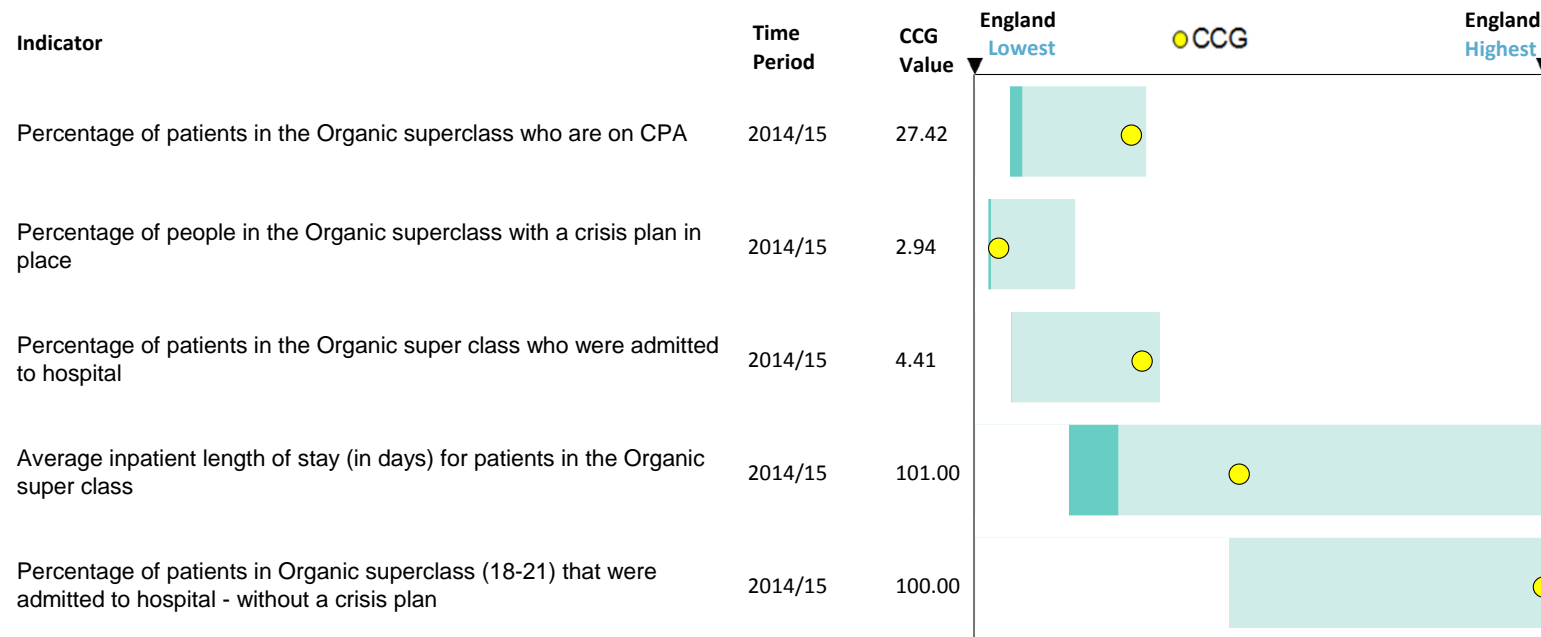 Indicator
Time
Period
CCG
Value
England
Lowest
CCG
England
Highest
Percentage of patients in the Organic superclass who are on CPA
2014/15
27.42
Percentage of people in the Organic superclass with a crisis plan in
place
2014/15
2.94
Percentage of patients in the Organic super class who were admitted
to hospital
2014/15
4.41
Average inpatient length of stay (in days) for patients in the Organic
super class
2014/15
101.00
Percentage of patients in Organic superclass (18-21) that were
admitted to hospital - without a crisis plan
2014/15
100.00